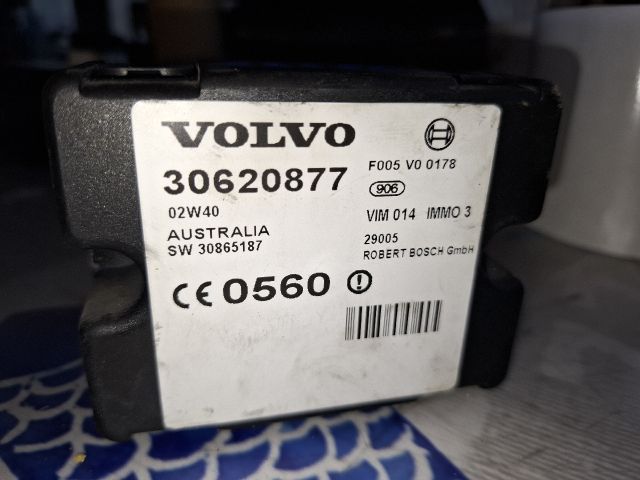 VOLVO
30620877
02W40
AUSTRALIA
SW 30865187
CE 0560
F005 V0 0178
906
VIM 014 IMMO 3
29005
ROBERT BOSCH GmbH